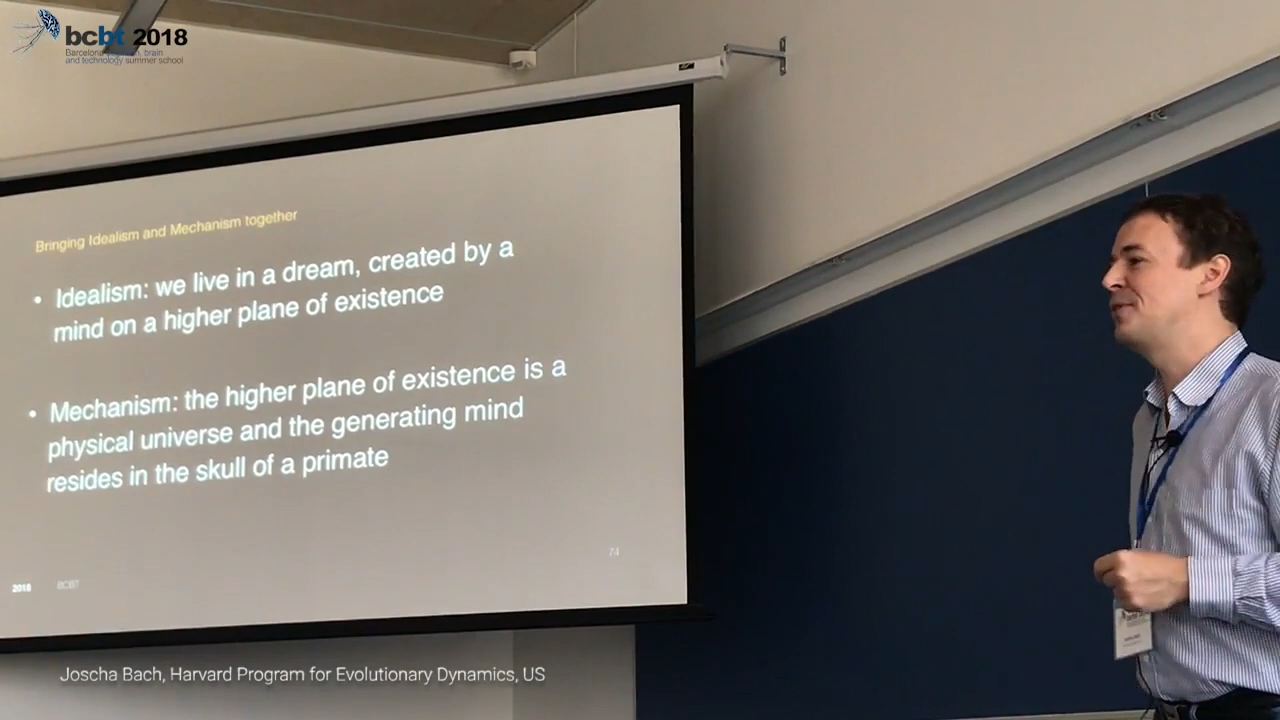 bcbt 2018
Barcelona cognition, brain
and technology summer school
Bringing Idealism and Mechanism together
• Idealism: we live in a dream, created by a
mind on a higher plane of existence
• Mechanism: the higher plane of existence is a
physical universe and the generating mind
resides in the skull of a primate
74
2018 BCBT
Joscha Bach, Harvard Program for Evolutionary Dynamics, US